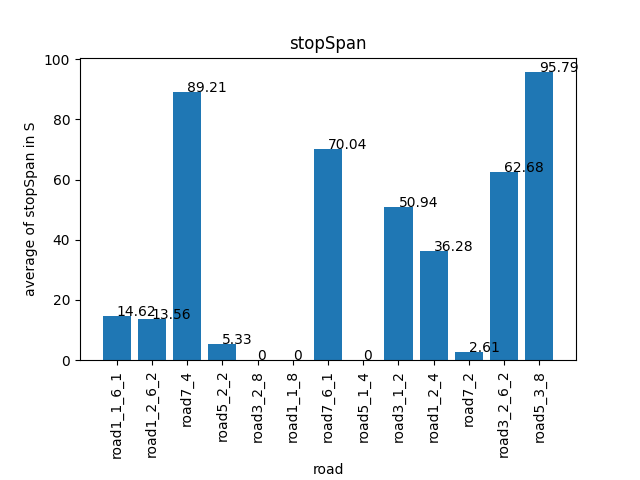 stopSpan
average of stopSpan in S
100
80
60
40
20
0
14.62
13.56
89.21
5.33
0
0
70.04
0
50.94
36.28
2.61
62.68
95.79
road1_1_6_1
road1_2_6_2
road7_4
road5_2_2
road3_2_8
road1_1_8
road7_6_1
road5_1_4
road3_1_2
road1_2_4
road7_2
road3_2_6_2
road5_3_8
road